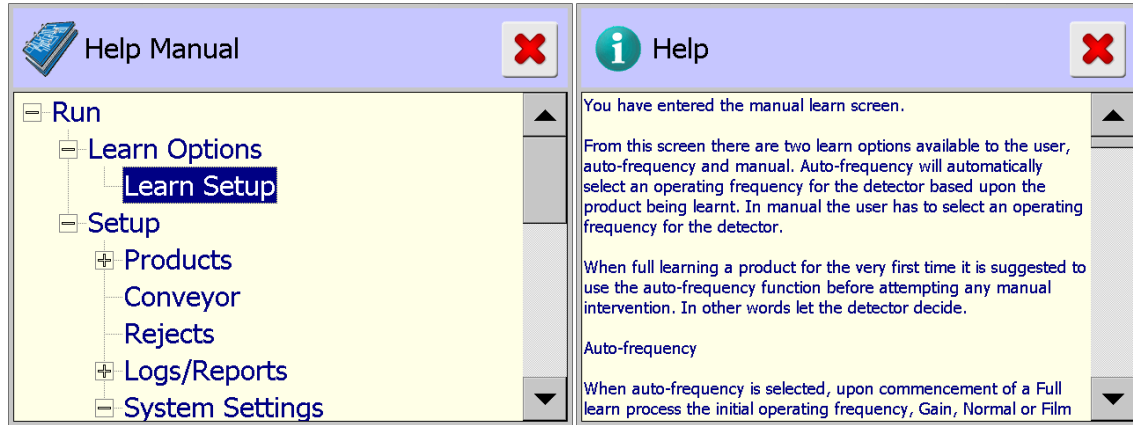 Help Manual
Run
Learn Options
Learn Setup
Setup
Products
Conveyor
Rejects
Logs/Reports
System Settings
Help
You have entered the manual learn screen.
From this screen there are two learn options available to the user,
auto-frequency and manual. Auto-frequency will automatically
select an operating frequency for the detector based upon the
product being learnt. In manual the user has to select an operating
frequency for the detector.
When full learning a product for the very first time it is suggested to
use the auto-frequency function before attempting any manual
intervention. In other words let the detector decide.
Auto-frequency
When auto-frequency is selected, upon commencement of a Full
learn process the initial operating frequency, Gain, Normal or Film